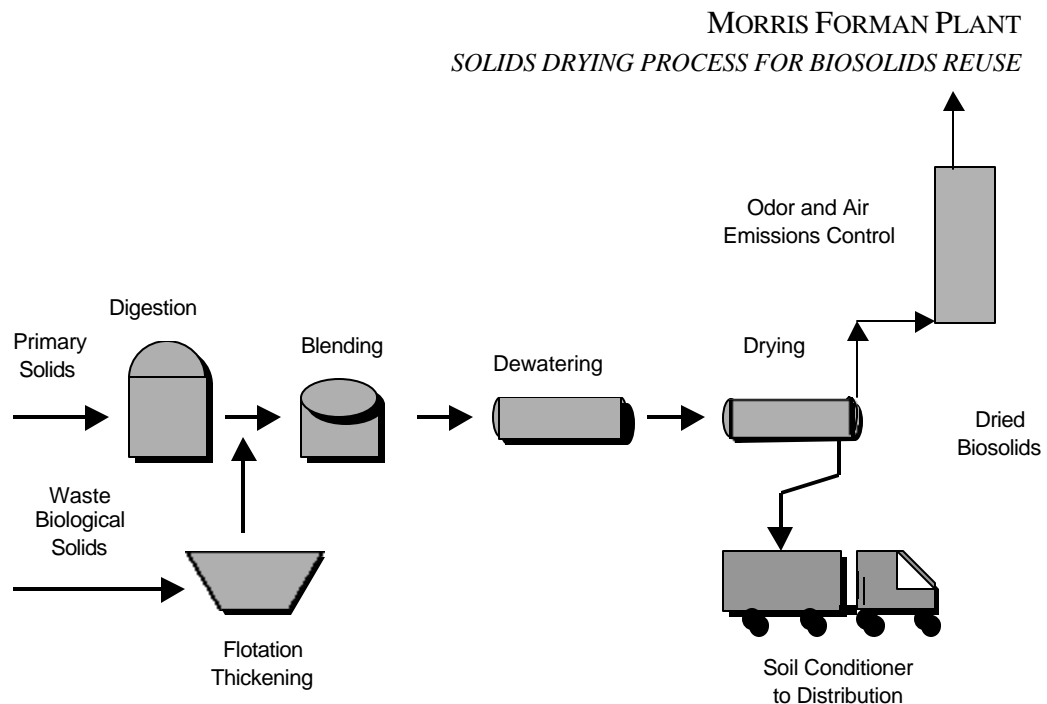 MORRIS FORMAN PLANT
SOLIDS DRYING PROCESS FOR BIOSOLIDS REUSE
Odor and Air
Emissions Control
Digestion
Primary
Solids
Blending
Dewatering
Drying
Dried
Biosolids
Waste
Biological
Solids
Flotation
Thickening
Soil Conditioner
to Distribution